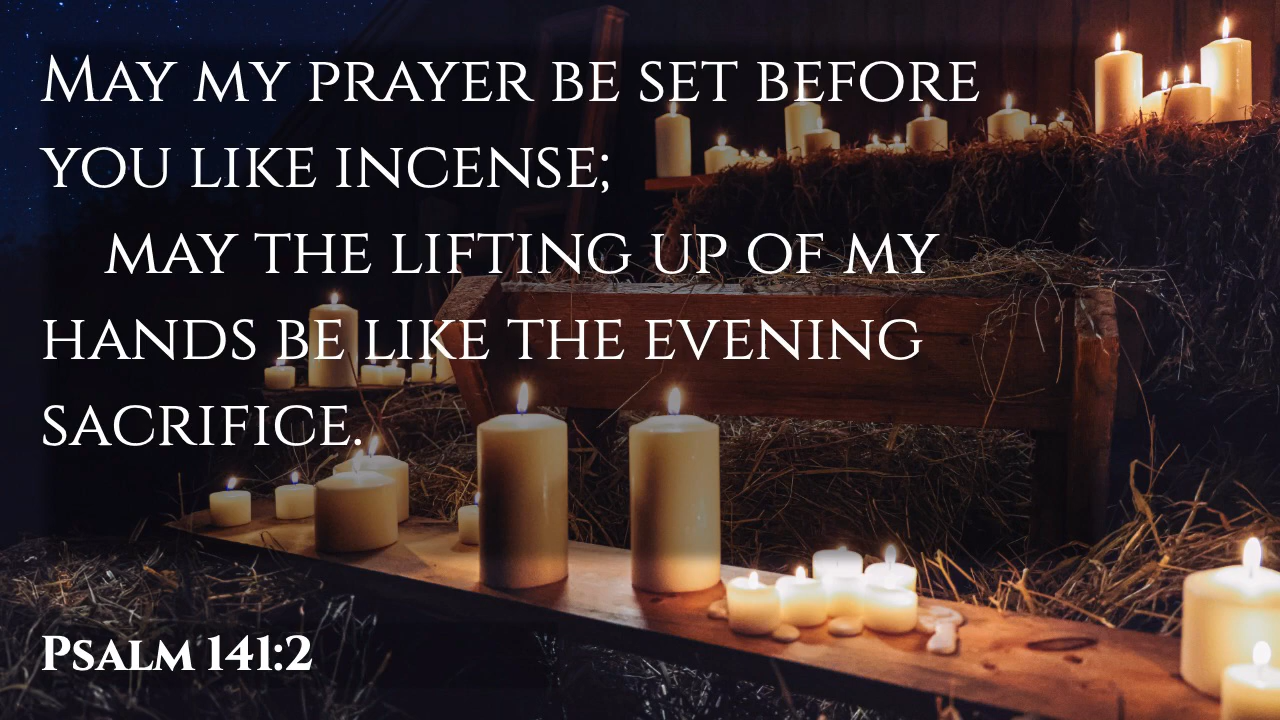 May my prayer be set before
you like incense;
may the lifting up of my
hands be like the evening
sacrifice.
Psalm 141:2